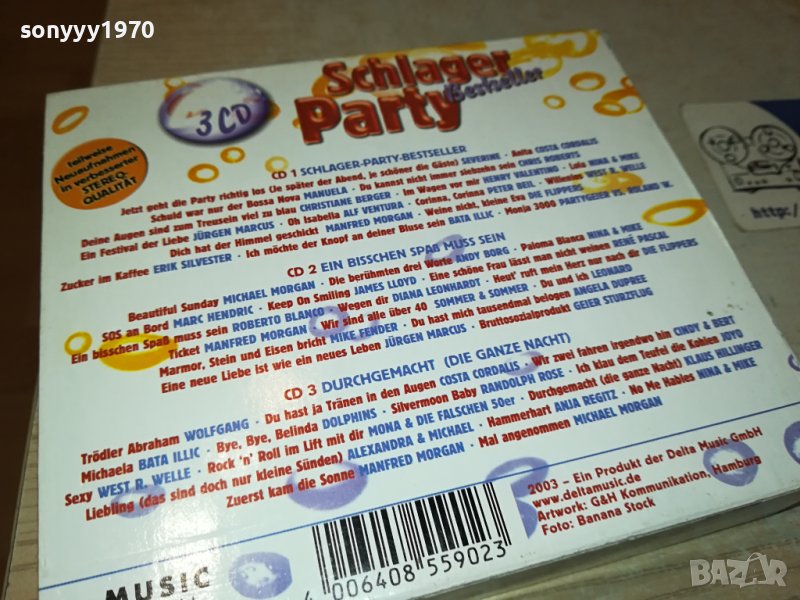 sonyyy1970
3 CD
Schlager
Party
Bestseller
teilweise
Neuaufnahmen
in verbesserter
STEREO-
QUALITÄT
CD 1 SCHLAGER-PARTY-BESTSELLER
Jetzt geht die Party richtig los (Je später der Abend, je schöner die Gäste) SEVERINE · Anita COSTA CORDALIS
Schuld war nur der Bossa Nova MANUELA · Du kannst nicht immer siebzehn sein CHRIS ROBERTS · Lola NINA & MIKE
Deine Augen sind zum Träumeln viel zu blau CHRISTIANE BERGER · Im Wagen vor mir HENRY VALENTINO · Wilhelm WEST R. WELLE
Ein Festival der Liebe JÜRGEN MARCUS · Oh Isabella ALF VENTURA · Corinna, Corinna PETER BEIL · Weine nicht, kleine Eva DIE FLIPPERS
Dich hat der Himmel geschickt MANFRED MORGAN · Monja 3000 PARTYGEIER VS. ROLAND W.
Zucker im Kaffee ERIK SILVESTER · Ich möchte der Knopf an deiner Bluse sein BATA ILLIC
CD 2 EIN BISSCHEN SPAß MUSS SEIN
Beautiful Sunday MICHAEL MORGAN · Die berühmten drei Worte ANDY BORG · Paloma Blanca NINA & MIKE
SOS an Bord MARC HENDRIC · Keep On Smiling JAMES LLOYD · Eine schöne Frau lässt man nicht weinen RENÉ PASCAL
Ein bisschen Spaß muss sein ROBERTO BLANCO · Wegen dir DIANA LEONHARDT · Heut' ruft mein Herz nur nach dir DIE FLIPPERS
Ticket MANFRED MORGAN · Wir sind alle über 40 SOMMER & SOMMER · Du und ich LEONARD
Marmor, Stein und Eisen bricht MIKE FENDER · Du hast mich tausendmal belogen ANGELA DUPREE
Eine neue Liebe ist wie ein neues Leben JÜRGEN MARCUS · Bruttosozialprodukt GEIER STURZFLUG
CD 3 DURCHGEMACHT (DIE GANZE NACHT)
Trödler Abraham WOLFGANG · Du hast ja Tränen in den Augen COSTA CORDALIS · Wir zwei fahren irgendwo hin CINDY & BERT
Michaela BATA ILLIC · Bye, Bye, Belinda DOLPHINS · Silvermoon Baby RANDOLPH ROSE · Ich klau dem Teufel die Kohlen JOYO
Sexy WEST R. WELLE · Rock 'n' Roll im Lift mit dir MONA & DIE FALSCHEN 50er · Durchgemacht (die ganze Nacht) KLAUS HILLINGER
Liebling (das sind doch nur kleine Sünden) ALEXANDRA & MICHAEL · Hammerhart ANJA REGITZ · No Me Hables NINA & MIKE
Zuerst kam die Sonne MANFRED MORGAN · Mal angenommen MICHAEL MORGAN
2003 – Ein Produkt der Delta Music GmbH
www.deltamusic.de
Artwork: G&H Kommunikation, Hamburg
Foto: Banana Stock
MUSIC
4 006408 559023
http:/
BAZAR